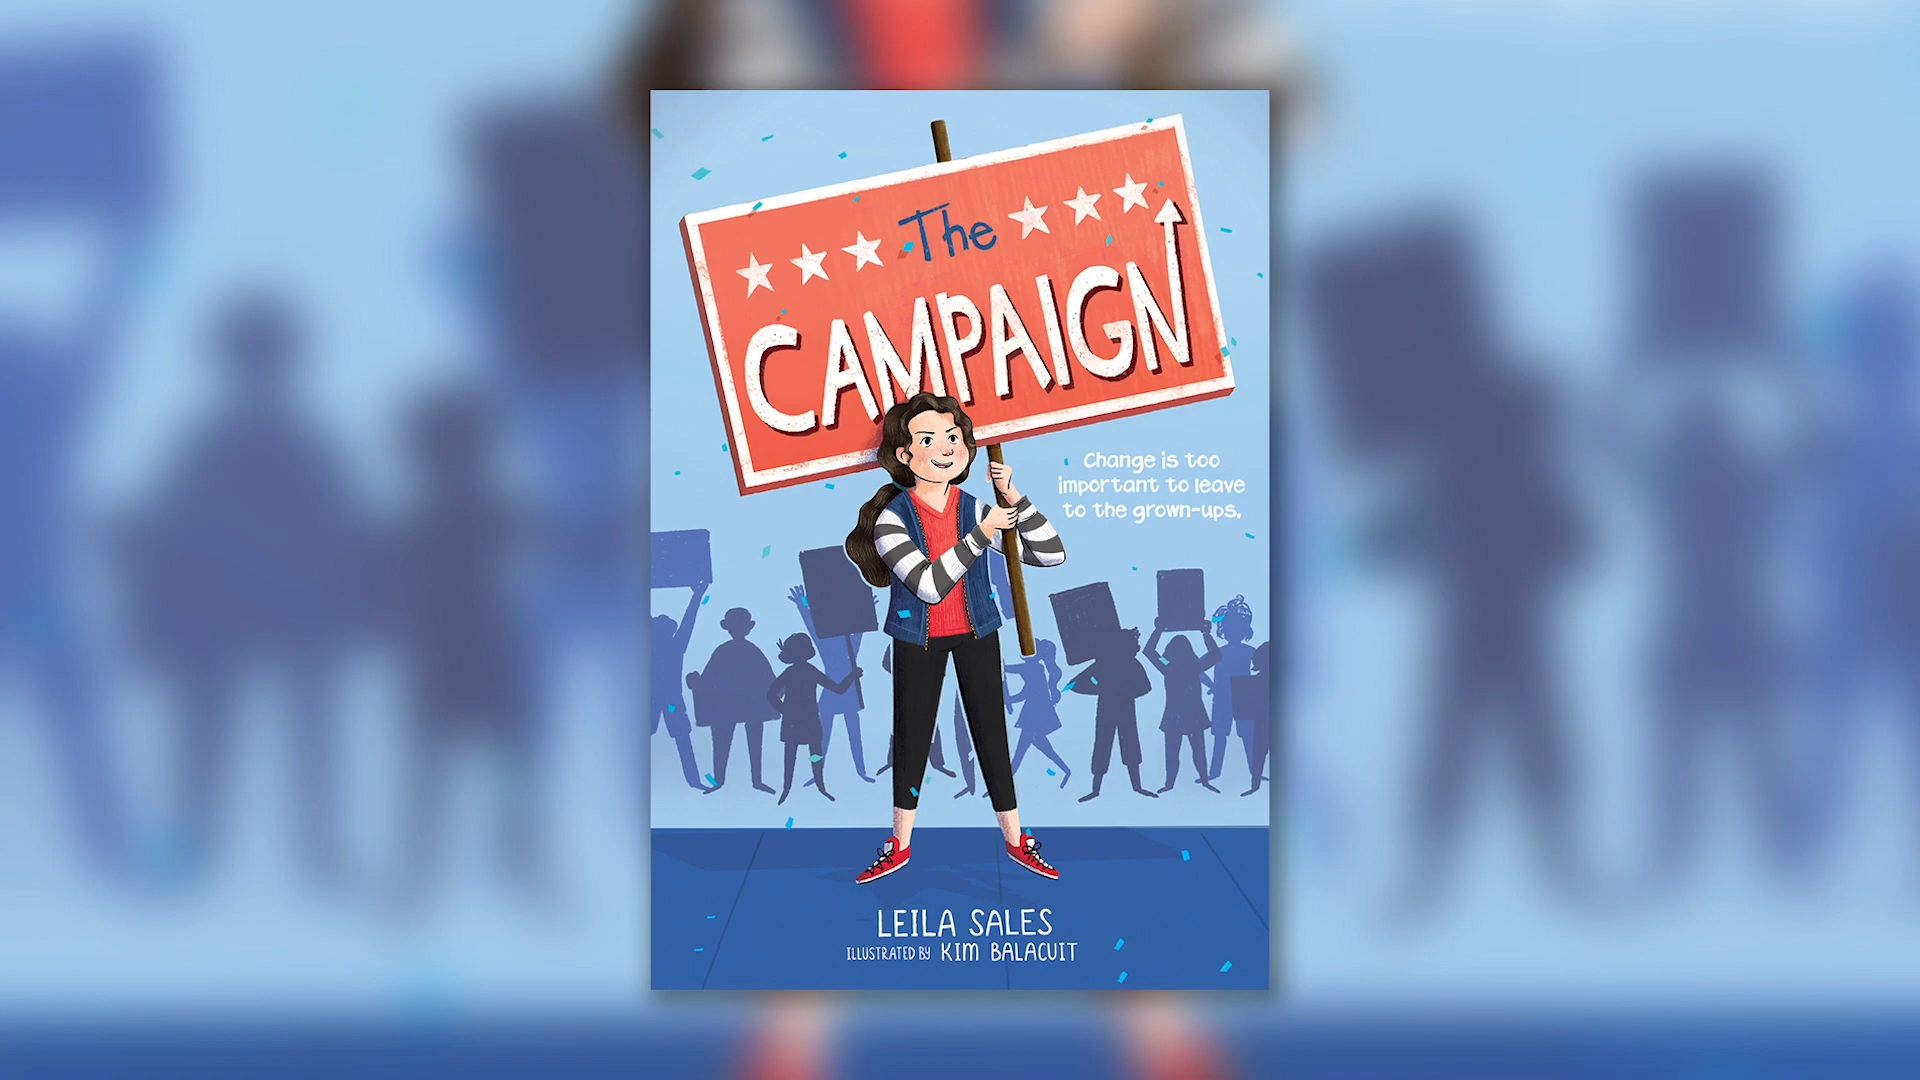 The
CAMPAIGN
Change is too
important to leave
to the grown-ups.
LEILA SALES
ILLUSTRATED BY KIM BALACUIT